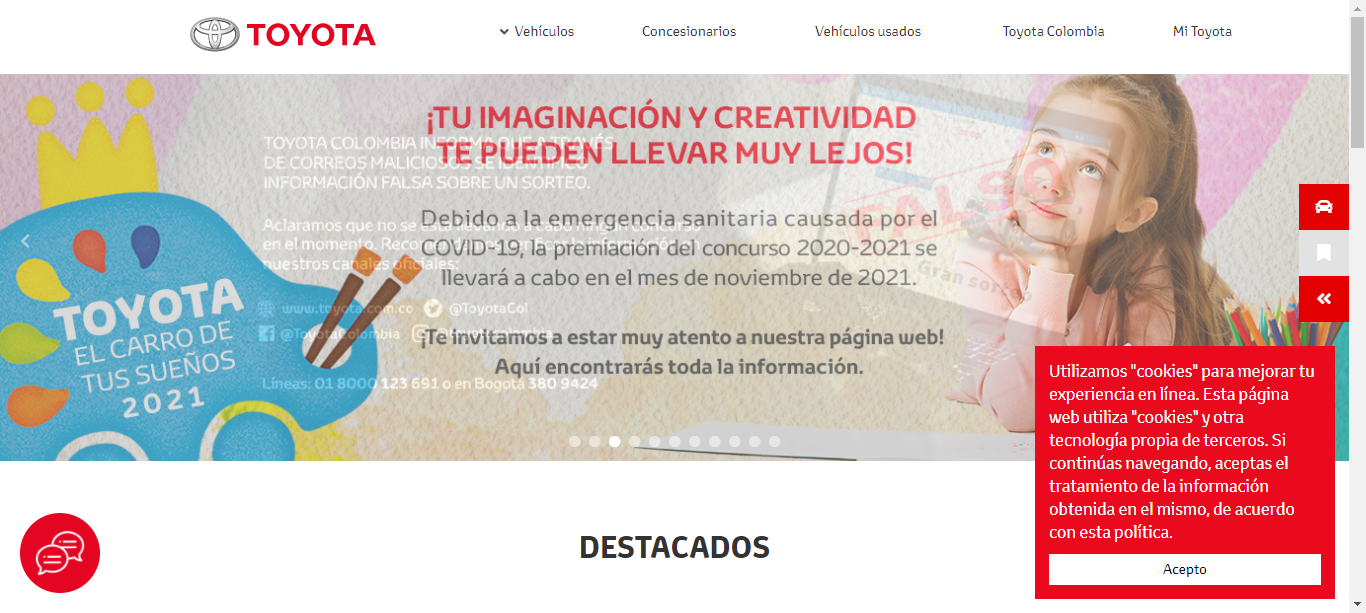 TOYOTA
Vehículos
Concesionarios
Vehículos usados
Toyota Colombia
Mi Toyota
¡TU IMAGINACIÓN Y CREATIVIDAD
TE PUEDEN LLEVAR MUY LEJOS!
Debido a la emergencia sanitaria causada por el
COVID-19, la premiación del concurso 2020-2021 se
llevará a cabo en el mes de noviembre de 2021.
¡Te invitamos a estar muy atento a nuestra página web!
Aquí encontrarás toda la información.
TOYOTA COLOMBIA INFORMA QUE A TRAVÉS
DE CORREOS MALICIOSOS SE
INFORMACIÓN FALSA SOBRE UN SORTEO.
Aclaramos que no se está llevando a cabo ningún concurso
en el momento.
nuestros canales oficiales:
www.toyota.com.co
@ToyotaCol
@ToyotaColombia
Líneas: 01 8000 123 691 o en Bogotá 380 9424
FALSO
Gran sorteo
TOYOTA
EL CARRO DE
TUS SUEÑOS
2021
DESTACADOS
Utilizamos "cookies" para mejorar tu
experiencia en línea. Esta página
web utiliza "cookies" y otra
tecnología propia de terceros. Si
continúas navegando, aceptas el
tratamiento de la información
obtenida en el mismo, de acuerdo
con esta política.
Acepto